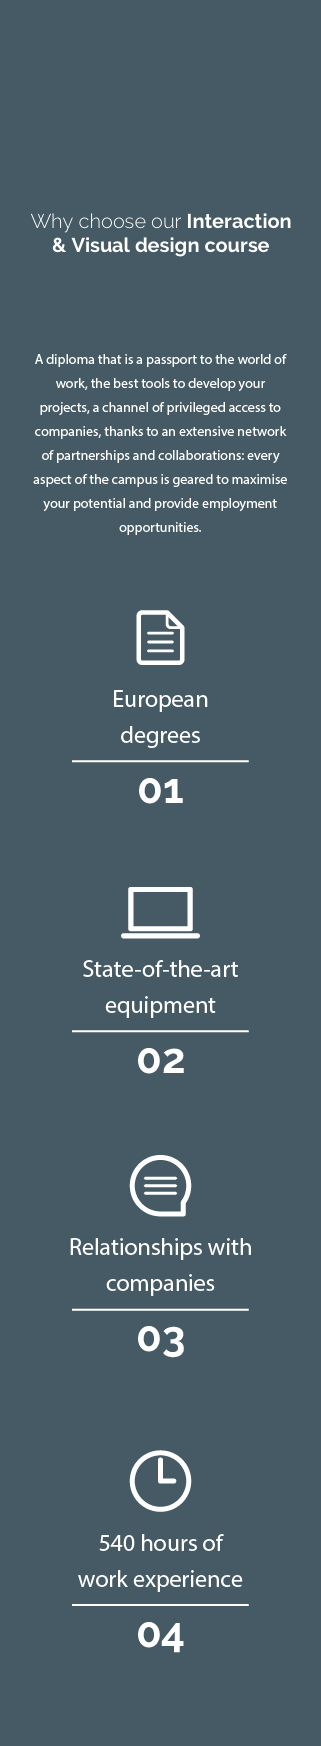 Why choose our Interaction
& Visual design course
A diploma that is a passport to the world of
work, the best tools to develop your
projects, a channel of privileged access to
companies, thanks to an extensive network
of partnerships and collaborations: every
aspect of the campus is geared to maximise
your potential and provide employment
opportunities.
European
degrees
01
State-of-the-art
equipment
02
Relationships with
companies
03
540 hours of
work experience
04